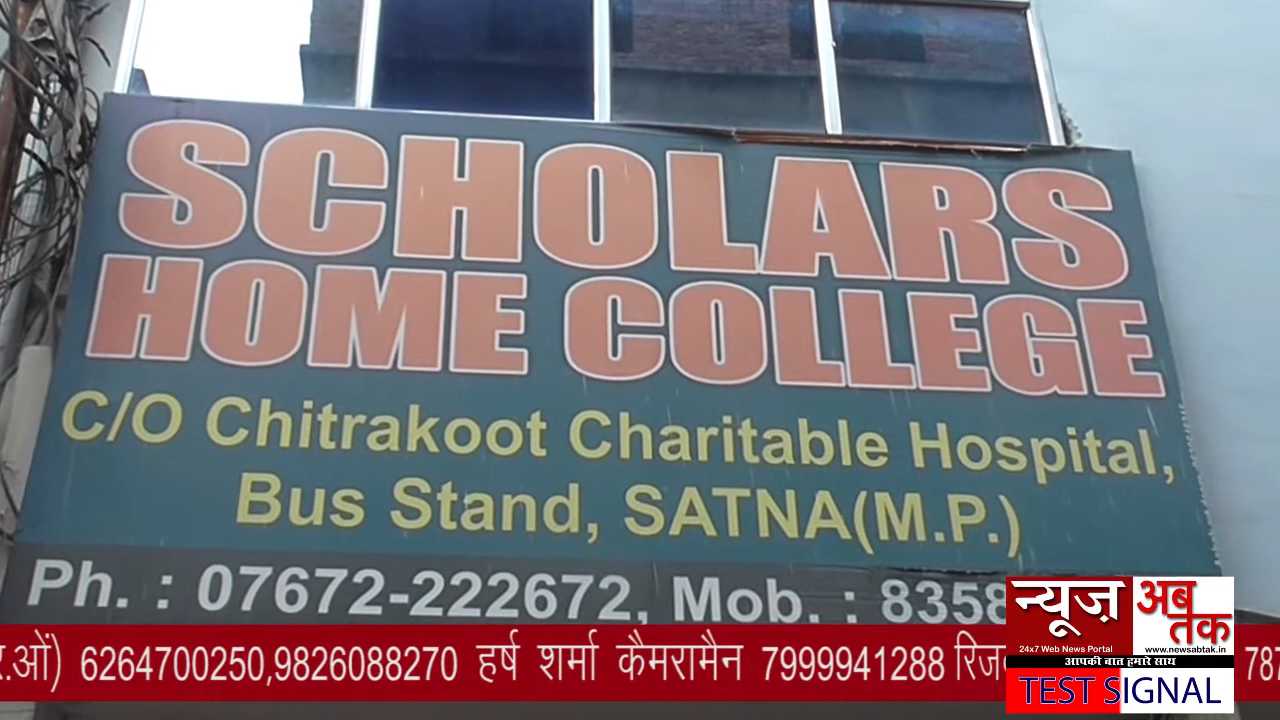 SCHOLARS
HOME COLLEGE
C/O Chitrakoot Charitable Hospital,
Bus Stand, SATNA(M.P.)
Ph. : 07672-222672, Mob. : 8358
र.ओं) 6264700250,9826088270 हर्ष शर्मा कैमरामैन 7999941288 रिज 787
न्यूज़ अब तक
24x7 Web News Portal www.newsabtak.in
आपकी बात हमारे साथ
TEST SIGNAL